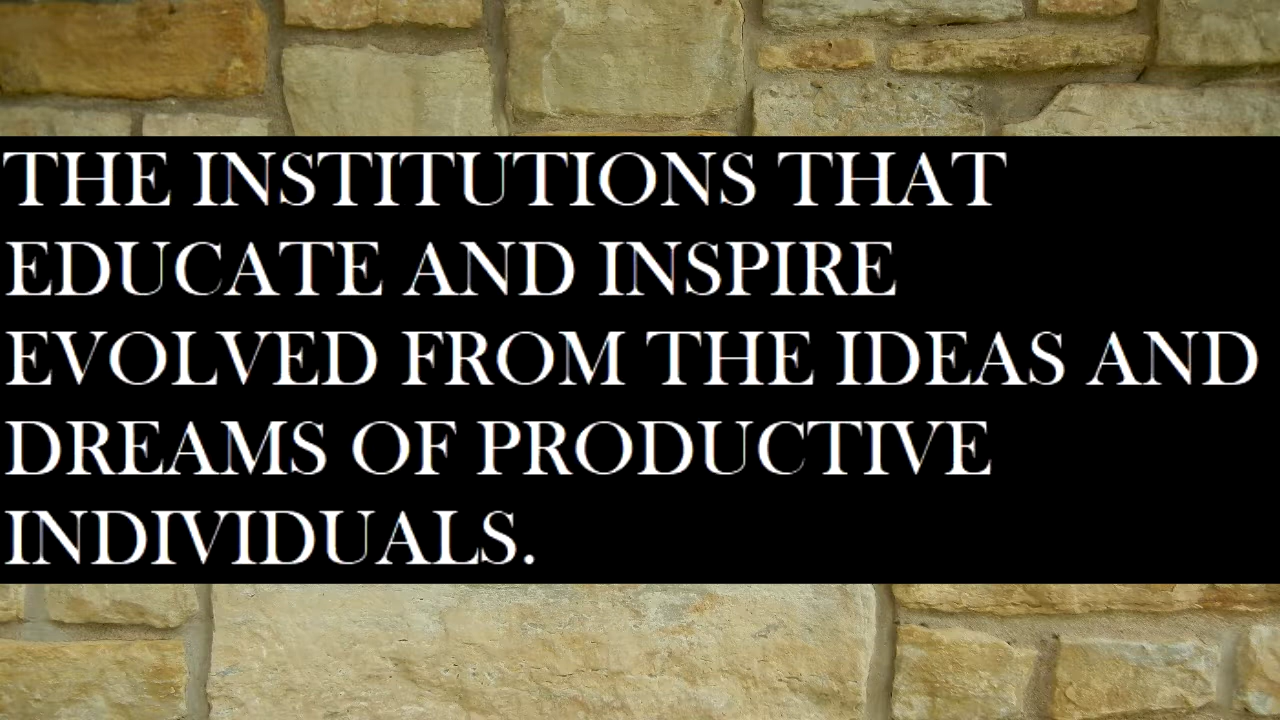 THE INSTITUTIONS THAT
EDUCATE AND INSPIRE
EVOLVED FROM THE IDEAS AND
DREAMS OF PRODUCTIVE
INDIVIDUALS.